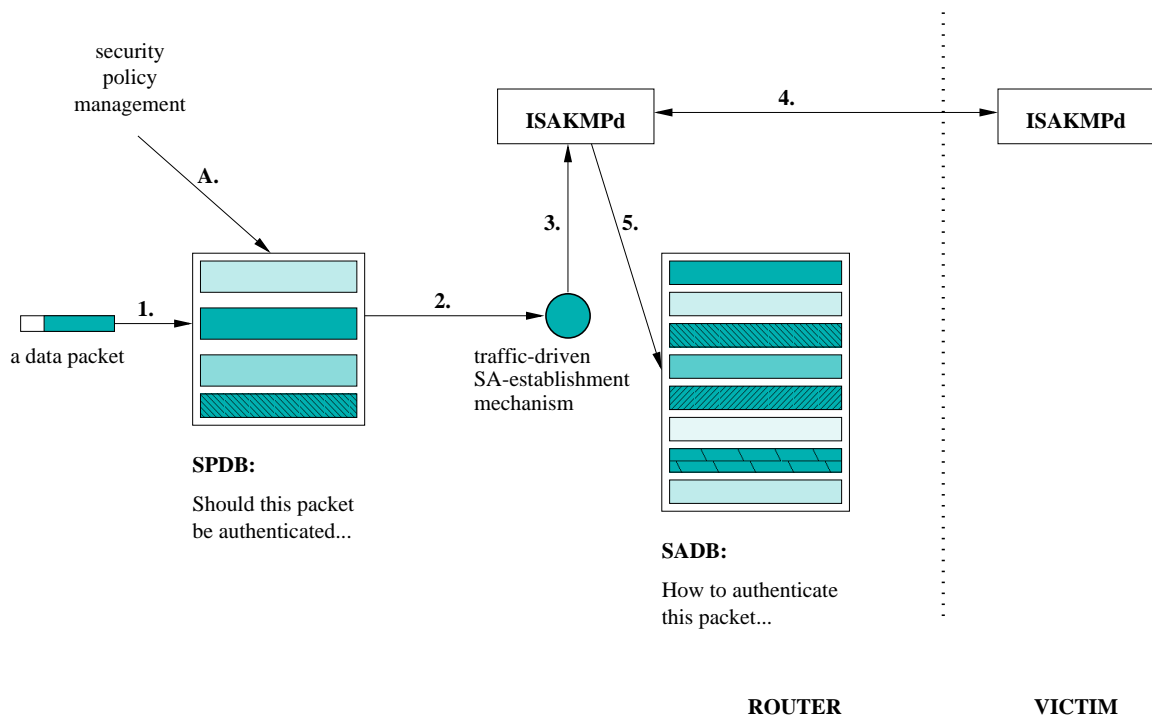 security
policy
management
A.
ISAKMPd
4.
ISAKMPd
3.
5.
1.
2.
a data packet
traffic-driven
SA-establishment
mechanism
SPDB:
Should this packet
be authenticated...
SADB:
How to authenticate
this packet...
ROUTER
VICTIM